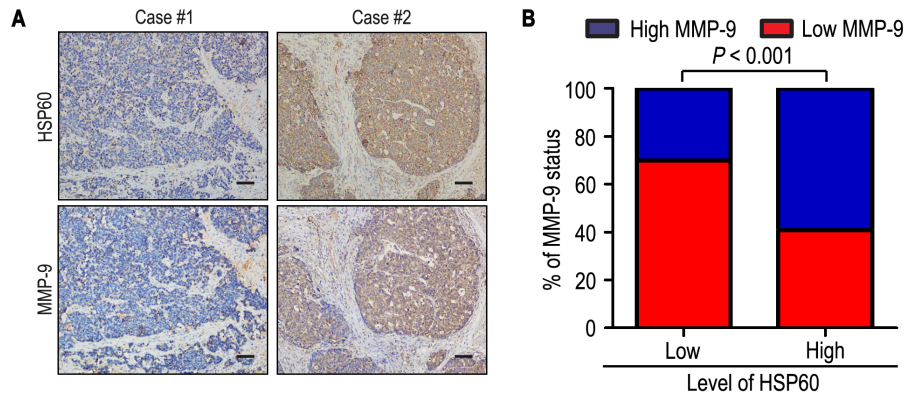 A
Case #1
Case #2
HSP60
MMP-9
B
High MMP-9
Low MMP-9
P < 0.001
% of MMP-9 status
100
80
60
40
20
0
Low
High
Level of HSP60